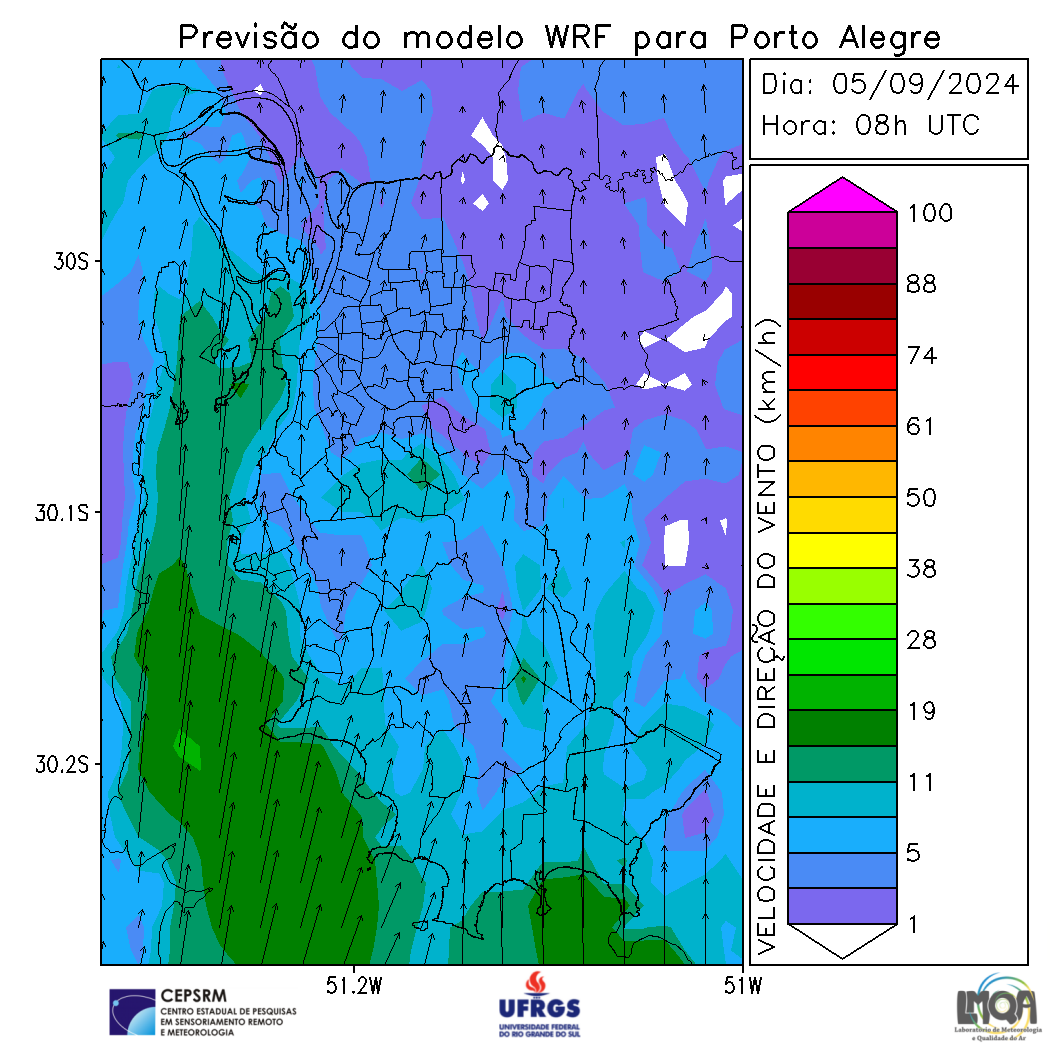 Previsão do modelo WRF para Porto Alegre
Dia: 05/09/2024
Hora: 08h UTC
30S
30.1S
30.2S
51.2W
51W
VELOCIDADE E DIREÇÃO DO VENTO (km/h)
100
88
74
61
50
38
28
19
11
5
1
CEPSRM
CENTRO ESTADUAL DE PESQUISAS
EM SENSORIAMENTO REMOTO
E METEOROLOGIA
UFRGS
UNIVERSIDADE FEDERAL
DO RIO GRANDE DO SUL
LMQA
Laboratório de Meteorologia
e Qualidade do Ar